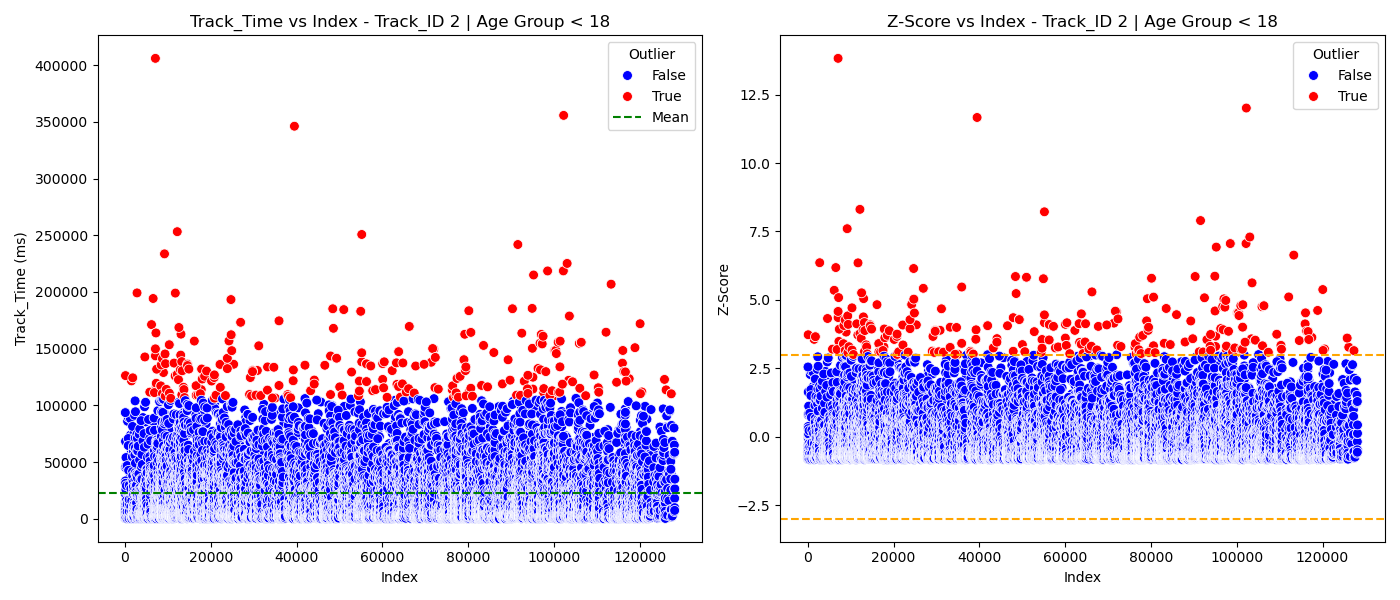 Track_Time vs Index - Track_ID 2 | Age Group < 18
Outlier
False
True
Mean
400000
350000
300000
250000
200000
150000
100000
50000
0
Track_Time (ms)
0
20000
40000
60000
80000
100000
120000
Index
Z-Score vs Index - Track_ID 2 | Age Group < 18
Outlier
False
True
12.5
10.0
7.5
5.0
2.5
0.0
−2.5
Z-Score
0
20000
40000
60000
80000
100000
120000
Index